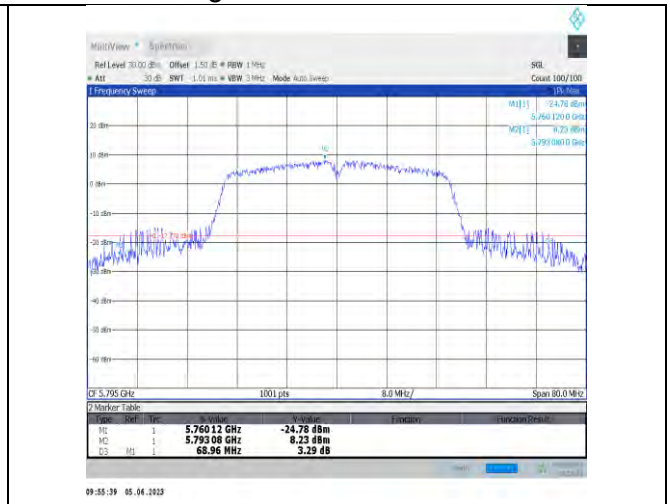 MultiView Spectrum
Ref Level 30.00 dBm Offset 1.50 dB RBW 1 MHz SGL
Att 30 dB SWT 1.01 ms VBW 3 MHz Mode Auto Sweep Count 100/100
1 Frequency Sweep 1Pk Max
M1[1] -24.78 dBm
5.760120 0 GHz
M2[1] 8.23 dBm
5.793080 0 GHz
20 dBm
M2
10 dBm
0 dBm
-10 dBm
-20 dBm
-30 dBm
-40 dBm
-50 dBm
-60 dBm
CF 5.795 GHz 1001 pts 8.0 MHz/ Span 80.0 MHz
2 Marker Table
Type Ref Trc X-Value Y-Value Function Function Result
M1 1 5.760 12 GHz -24.78 dBm
M2 1 5.793 08 GHz 8.23 dBm
D3 M1 1 68.96 MHz 3.29 dB
09:55:39 05.06.2023